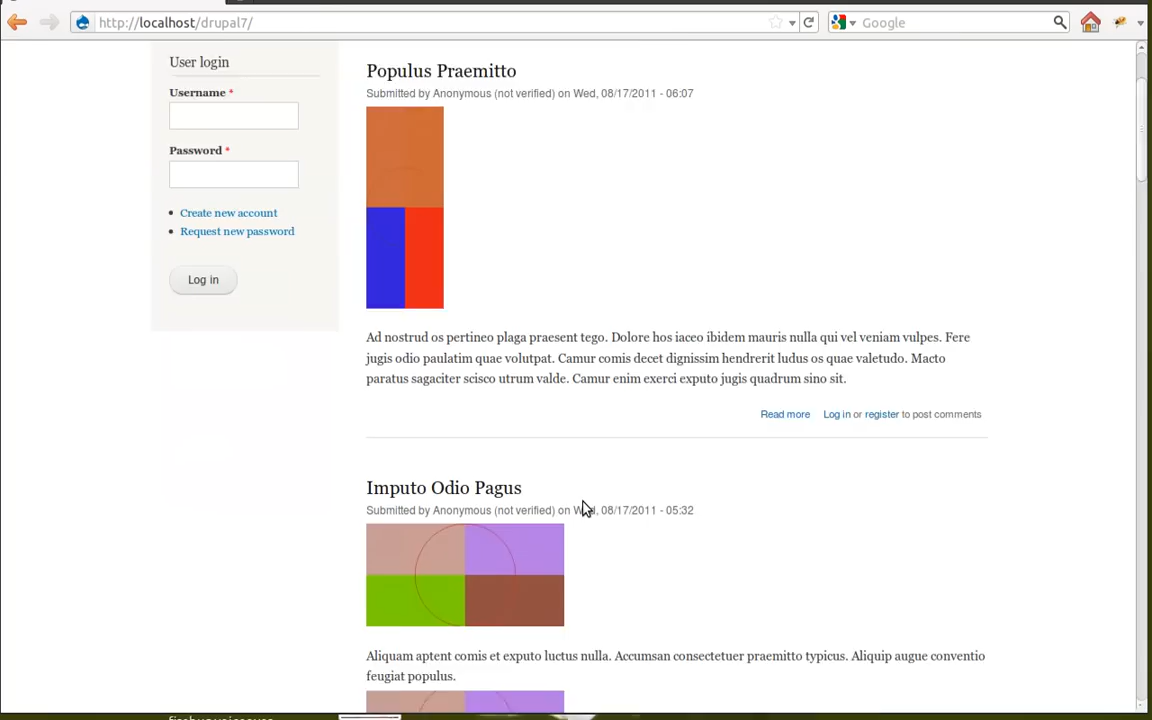 http://localhost/drupal7/
Google
User login
Username *
Password *
Create new account
Request new password
Log in
Populus Praemitto
Submitted by Anonymous (not verified) on Wed, 08/17/2011 - 06:07
Ad nostrud os pertineo plaga praesent tego. Dolore hos iaceo ibidem mauris nulla qui vel veniam vulpes. Fere
jugis odio paulatim quae volutpat. Camur comis decet dignissim hendrerit ludus os quae valetudo. Macto
paratus sagaciter scisco utrum valde. Camur enim exerci exputo jugis quadrum sino sit.
Read more Log in or register to post comments
Imputo Odio Pagus
Submitted by Anonymous (not verified) on Wed, 08/17/2011 - 05:32
Aliquam aptent comis et exputo luctus nulla. Accumsan consectetuer praemitto typicus. Aliquip augue conventio
feugiat populus.